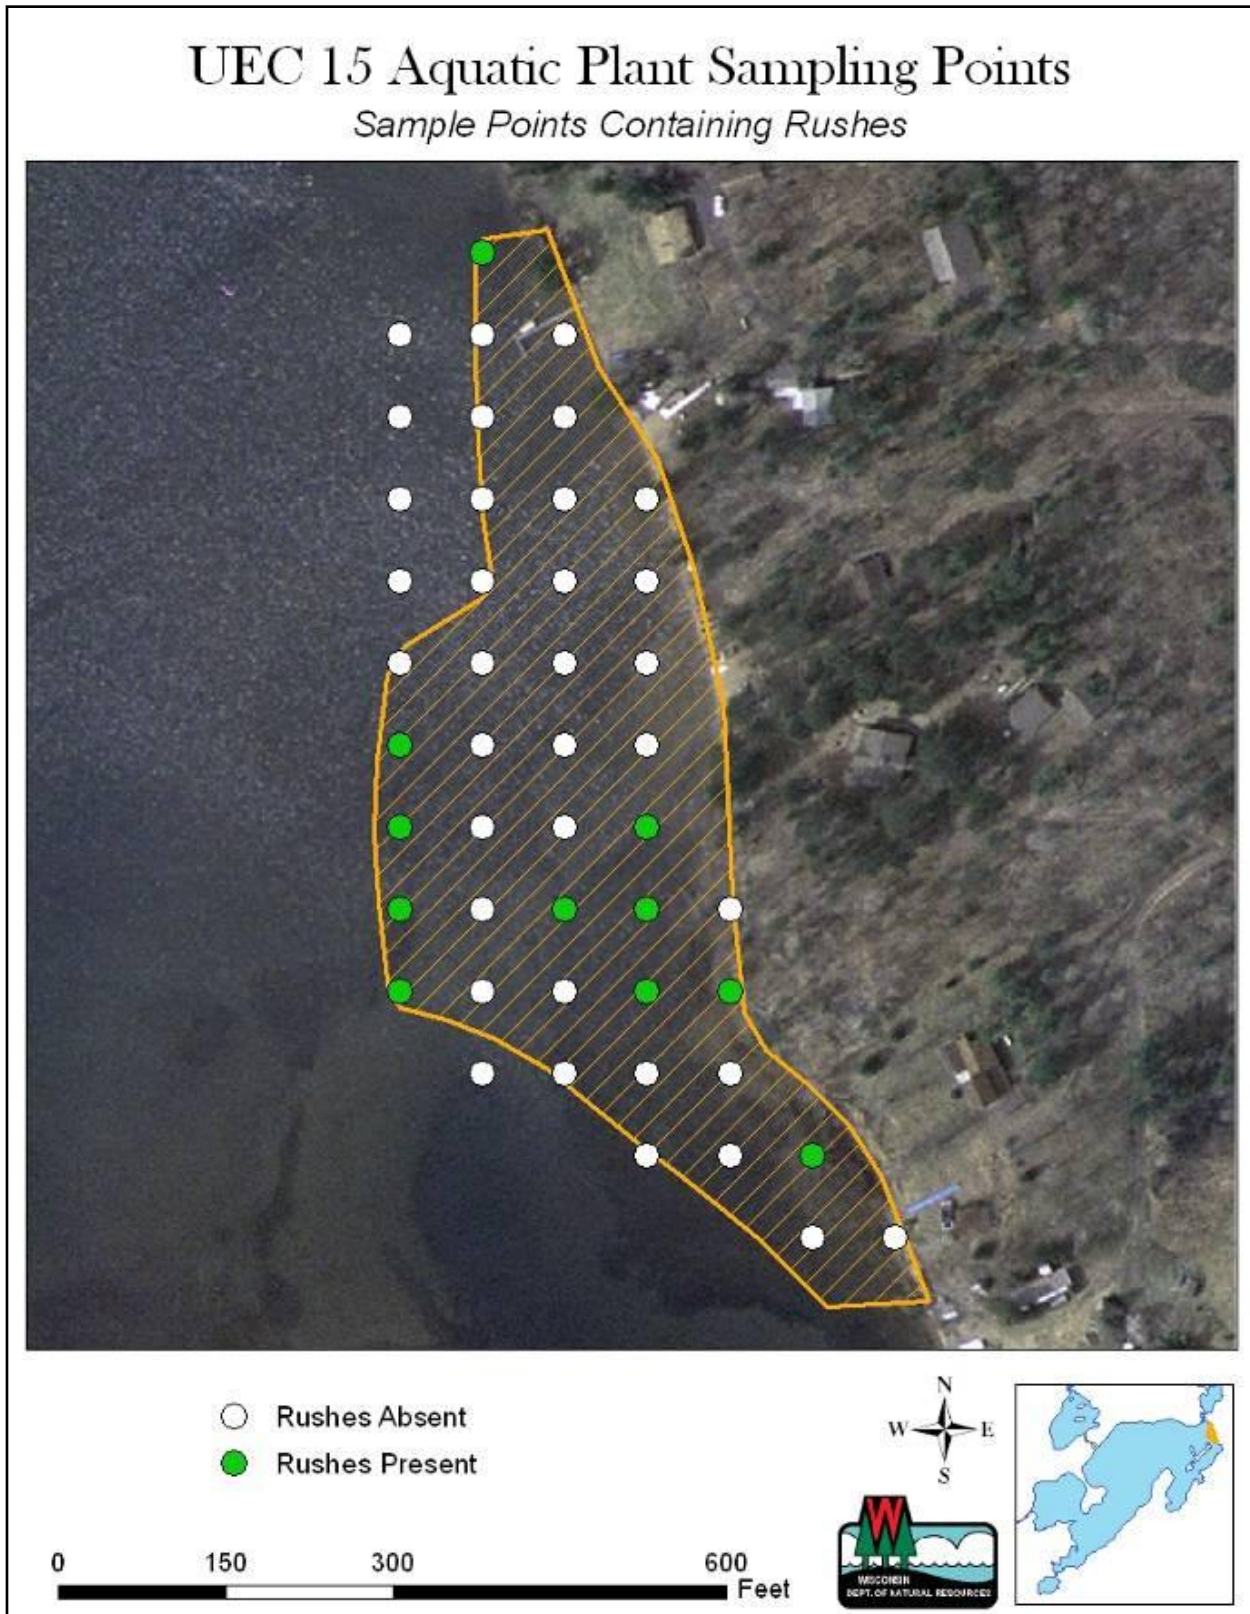 UEC 15 Aquatic Plant Sampling Points
Sample Points Containing Rushes
Rushes Absent
Rushes Present
N
W E
S
0 150 300 600
Feet
W
WISCONSIN
DEPT. OF NATURAL RESOURCES